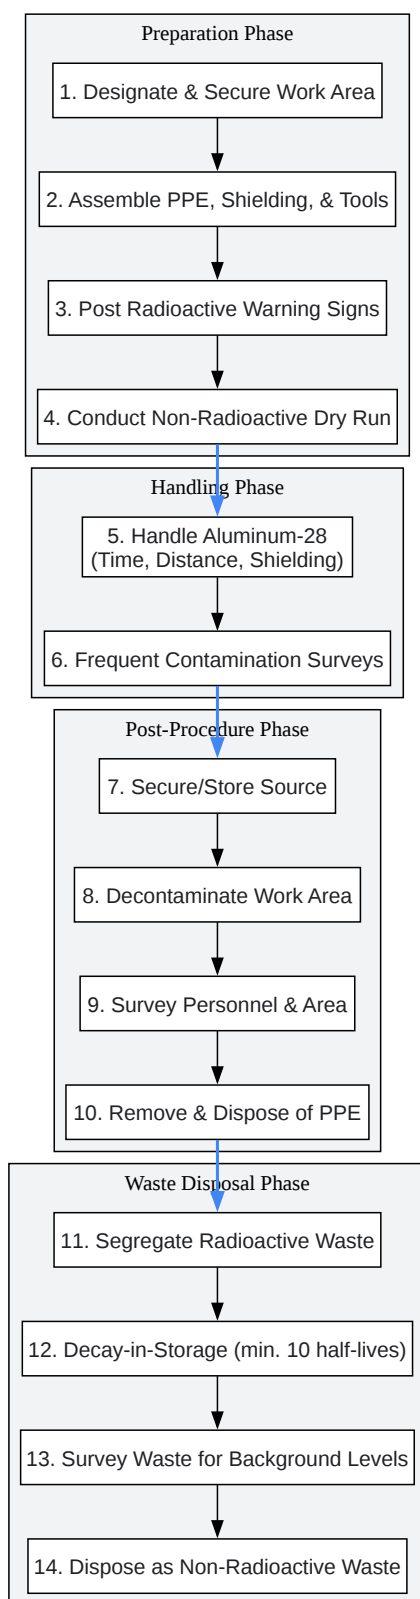 Preparation Phase
1. Designate & Secure Work Area
2. Assemble PPE, Shielding, & Tools
3. Post Radioactive Warning Signs
4. Conduct Non-Radioactive Dry Run
Handling Phase
5. Handle Aluminum-28
(Time, Distance, Shielding)
6. Frequent Contamination Surveys
Post-Procedure Phase
7. Secure/Store Source
8. Decontaminate Work Area
9. Survey Personnel & Area
10. Remove & Dispose of PPE
Waste Disposal Phase
11. Segregate Radioactive Waste
12. Decay-in-Storage (min. 10 half-lives)
13. Survey Waste for Background Levels
14. Dispose as Non-Radioactive Waste